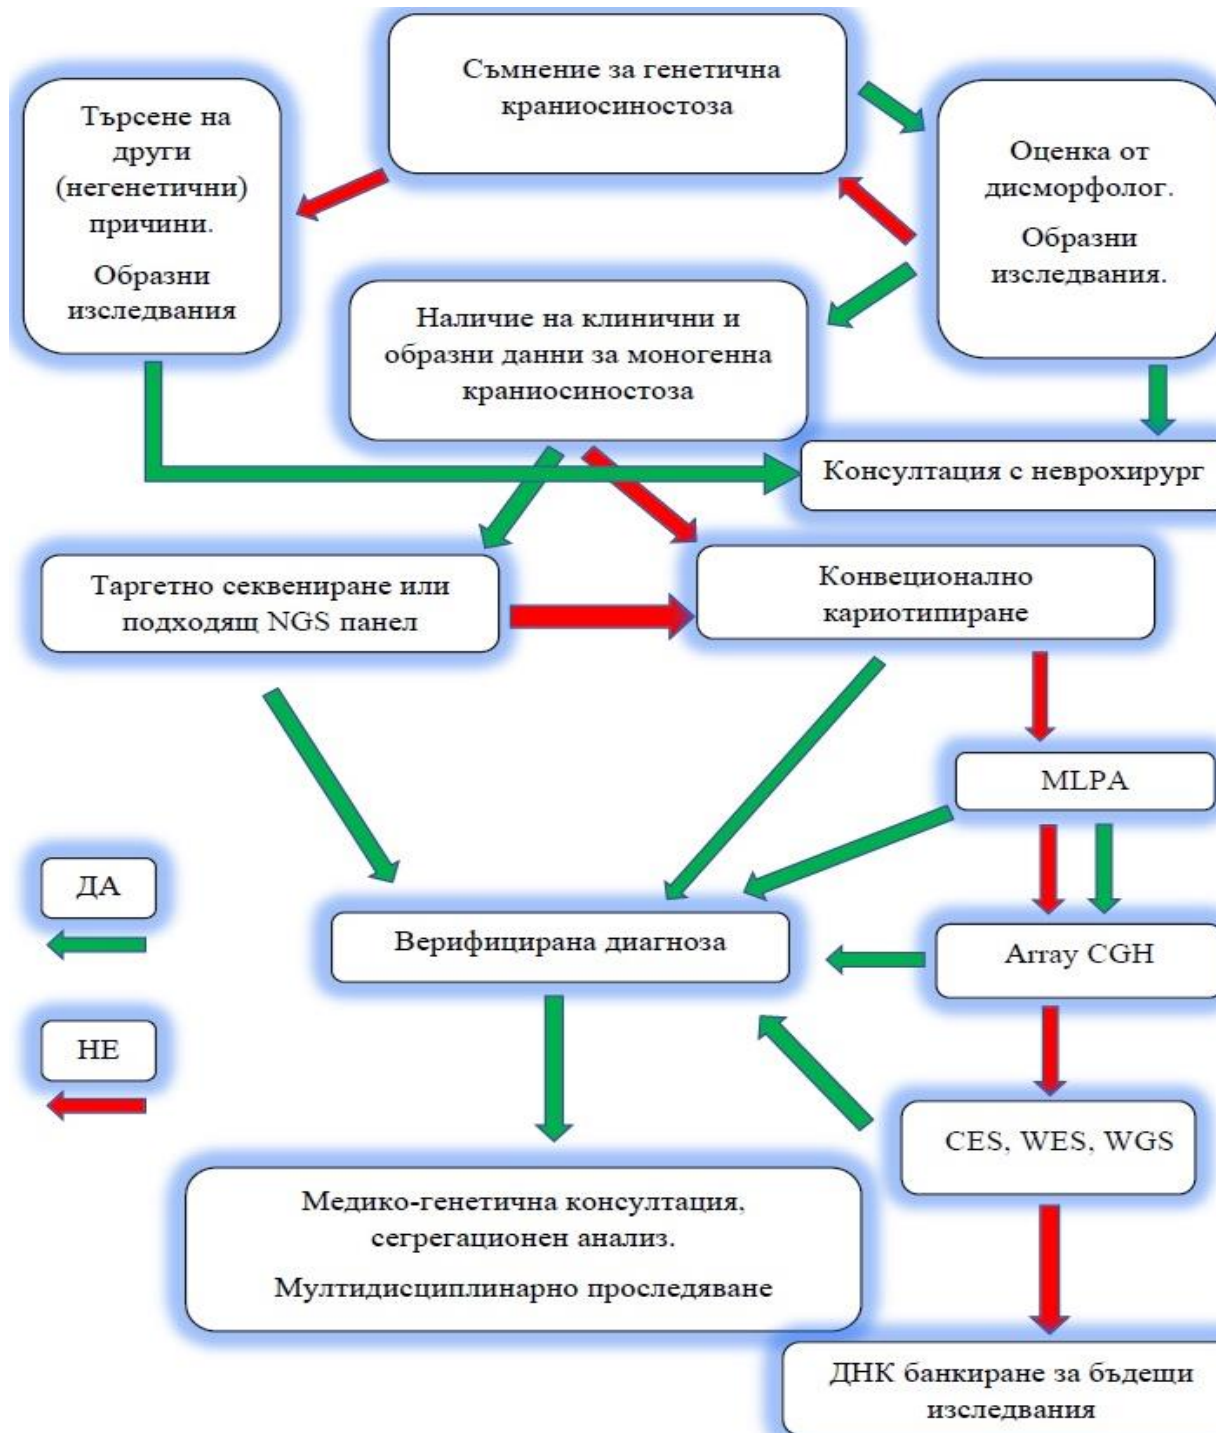 Съмнение за генетична
краниосиностоза
Търсене на
други
(негенетични)
причини.
Образни
изследвания
Оценка от
дисморфолог.
Образни
изследвания.
Наличие на клинични и
образни данни за моногенна
краниосиностоза
Консултация с неврохирург
Таргетно секвениране или
подходящ NGS панел
Конвеционално
кариотипиране
MLPA
ДА
Верифицирана диагноза
Array CGH
НЕ
CES, WES, WGS
Медико-генетична консултация,
сегрегационен анализ.
Мултидисциплинарно проследяване
ДНК банкиране за бъдещи
изследвания